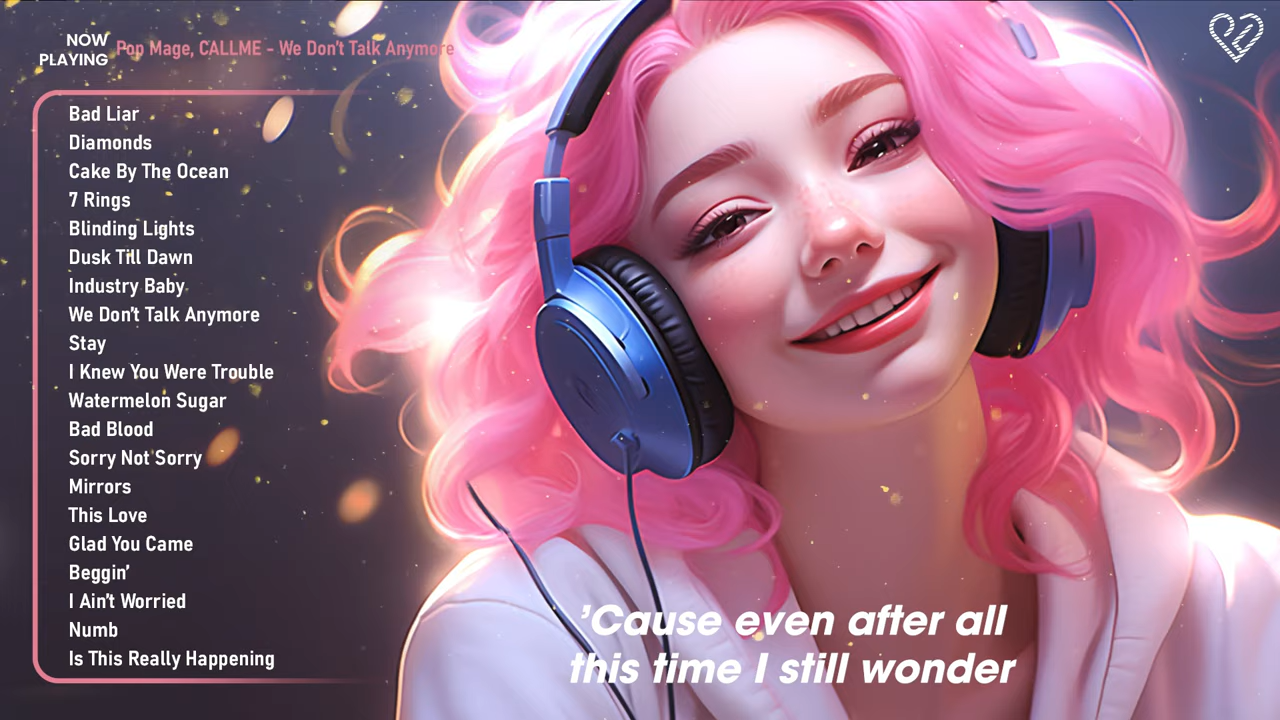 NOW
PLAYING
Pop Mage, CALLME - We Don't Talk Anymore
Bad Liar
Diamonds
Cake By The Ocean
7 Rings
Blinding Lights
Dusk Till Dawn
Industry Baby
We Don't Talk Anymore
Stay
I Knew You Were Trouble
Watermelon Sugar
Bad Blood
Sorry Not Sorry
Mirrors
This Love
Glad You Came
Beggin'
I Ain't Worried
Numb
Is This Really Happening
'Cause even after all
this time I still wonder